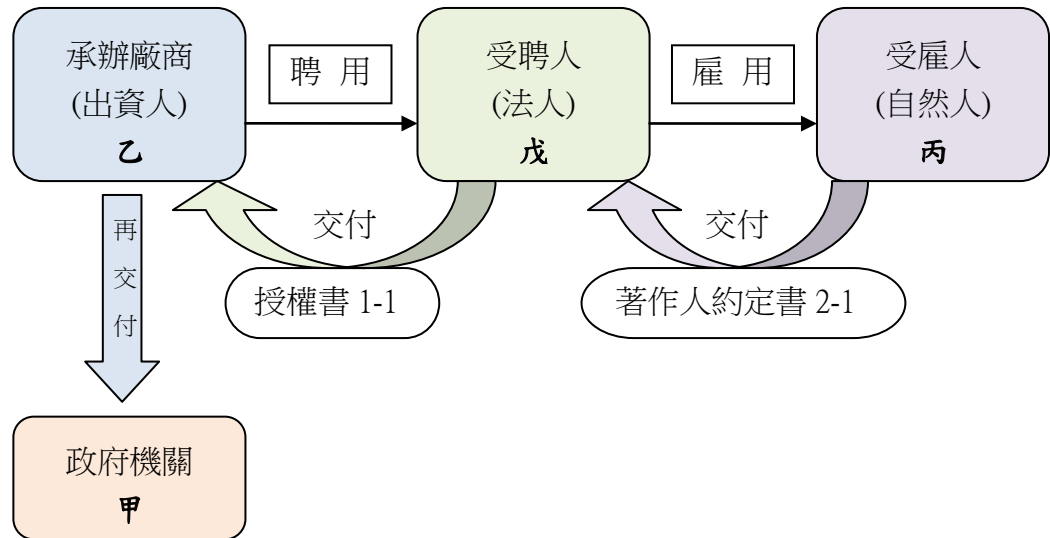 承辦廠商
(出資人)
乙
聘 用
受聘人
(法人)
戊
雇 用
受雇人
(自然人)
丙
再
交
付
交付
授權書 1-1
交付
著作人約定書 2-1
政府機關
甲